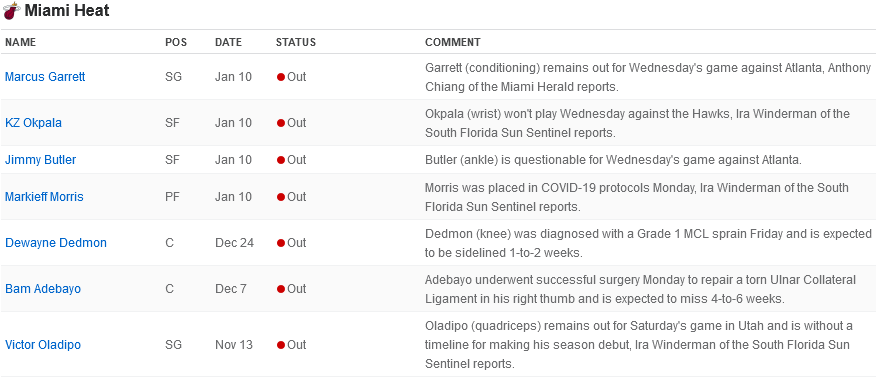 Miami Heat
NAME POS DATE STATUS COMMENT
Marcus Garrett SG Jan 10 Out Garrett (conditioning) remains out for Wednesday's game against Atlanta, Anthony
Chiang of the Miami Herald reports.
KZ Okpala SF Jan 10 Out Okpala (wrist) won't play Wednesday against the Hawks, Ira Winderman of the
South Florida Sun Sentinel reports.
Jimmy Butler SF Jan 10 Out Butler (ankle) is questionable for Wednesday's game against Atlanta.
Markieff Morris PF Jan 10 Out Morris was placed in COVID-19 protocols Monday, Ira Winderman of the South
Florida Sun Sentinel reports.
Dewayne Dedmon C Dec 24 Out Dedmon (knee) was diagnosed with a Grade 1 MCL sprain Friday and is expected
to be sidelined 1-to-2 weeks.
Bam Adebayo C Dec 7 Out Adebayo underwent successful surgery Monday to repair a torn Ulnar Collateral
Ligament in his right thumb and is expected to miss 4-to-6 weeks.
Victor Oladipo SG Nov 13 Out Oladipo (quadriceps) remains out for Saturday's game in Utah and is without a
timeline for making his season debut, Ira Winderman of the South Florida Sun
Sentinel reports.